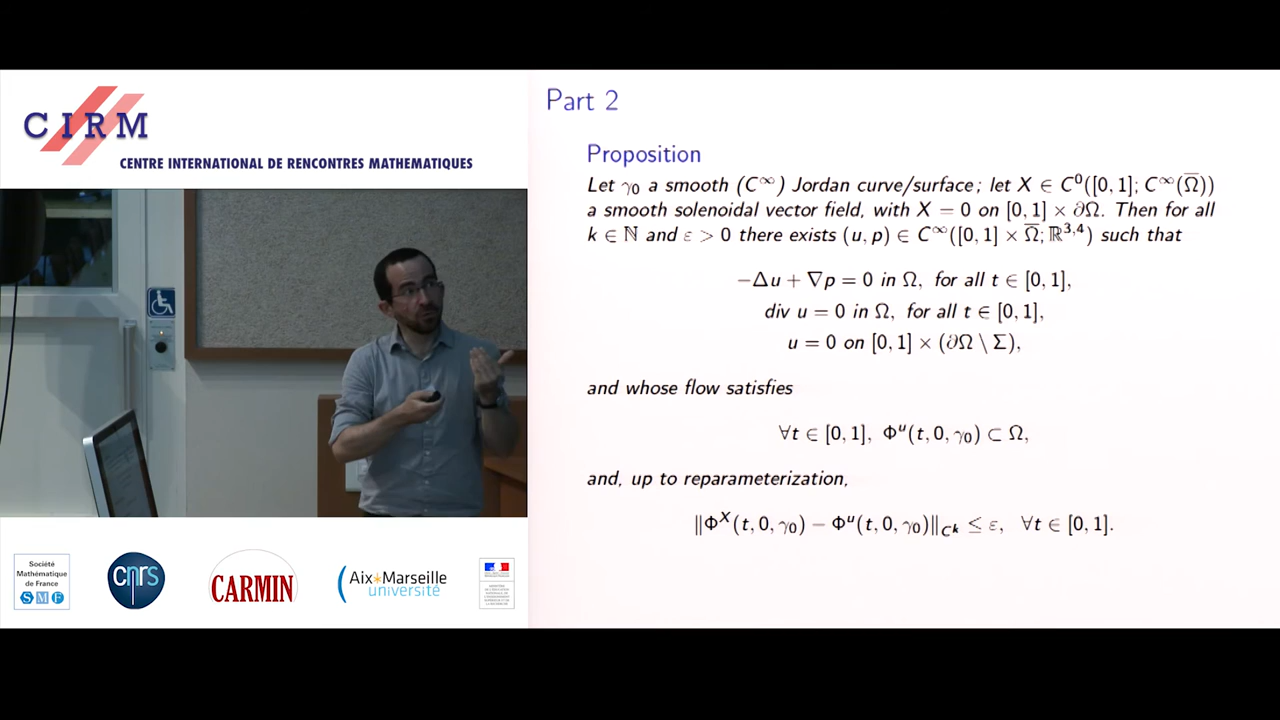 CIRM
CENTRE INTERNATIONAL DE RENCONTRES MATHEMATIQUES
Société
Mathématique
de France
SMF
cnrs
CARMIN
Aix*Marseille
université
Part 2
Proposition
Let γ₀ a smooth (C^∞) Jordan curve/surface; let X ∈ C⁰([0, 1]; C^∞(Ω̅))
a smooth solenoidal vector field, with X = 0 on [0, 1] × ∂Ω. Then for all
k ∈ ℕ and ε > 0 there exists (u, p) ∈ C^∞([0, 1] × Ω̅; ℝ^{3,4}) such that
−Δu + ∇p = 0 in Ω, for all t ∈ [0, 1],
div u = 0 in Ω, for all t ∈ [0, 1],
u = 0 on [0, 1] × (∂Ω \ Σ),
and whose flow satisfies
∀t ∈ [0, 1], Φ^u(t, 0, γ₀) ⊂ Ω,
and, up to reparameterization,
‖Φ^X(t, 0, γ₀) − Φ^u(t, 0, γ₀)‖_{C^k} ≤ ε, ∀t ∈ [0, 1].